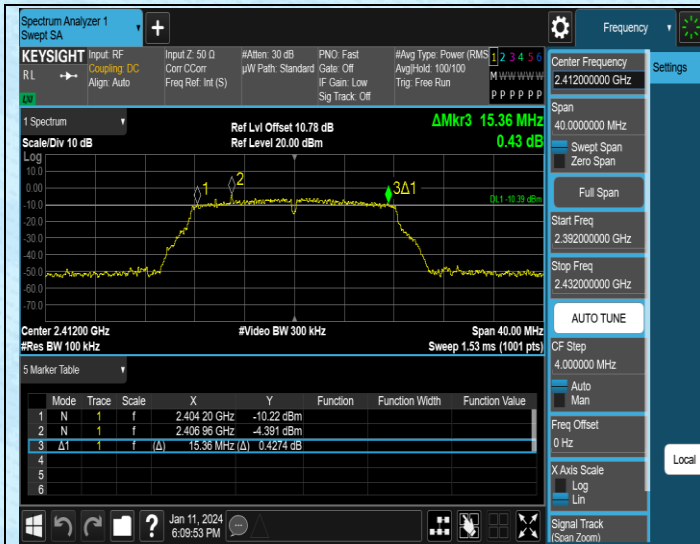 Spectrum Analyzer 1
Swept SA
+
Frequency
Settings
KEYSIGHT
RL
LXI
Input: RF
Coupling: DC
Align: Auto
Input Z: 50 Ω
Corr CCorr
Freq Ref: Int (S)
#Atten: 30 dB
µW Path: Standard
PNO: Fast
Gate: Off
IF Gain: Low
Sig Track: Off
#Avg Type: Power (RMS
Avg|Hold: 100/100
Trig: Free Run
1 2 3 4 5 6
M W W W W W
P P P P P P
1 Spectrum
Scale/Div 10 dB
Ref Lvl Offset 10.78 dB
Ref Level 20.00 dBm
ΔMkr3 15.36 MHz
0.43 dB
Log
10.0
0.00
-10.0
-20.0
-30.0
-40.0
-50.0
-60.0
-70.0
1
2
3Δ1
DL1 -10.39 dBm
Center 2.41200 GHz
#Video BW 300 kHz
Span 40.00 MHz
#Res BW 100 kHz
Sweep 1.53 ms (1001 pts)
5 Marker Table
Mode Trace Scale X Y Function Function Width Function Value
1 N 1 f 2.404 20 GHz -10.22 dBm
2 N 1 f 2.406 96 GHz -4.391 dBm
3 Δ1 1 f (Δ) 15.36 MHz (Δ) 0.4274 dB
4
5
6
Jan 11, 2024
6:09:53 PM
?
Center Frequency
2.412000000 GHz
Span
40.0000000 MHz
Swept Span
Zero Span
Full Span
Start Freq
2.392000000 GHz
Stop Freq
2.432000000 GHz
AUTO TUNE
CF Step
4.000000 MHz
Auto
Man
Freq Offset
0 Hz
X Axis Scale
Log
Lin
Signal Track
(Span Zoom)
Local